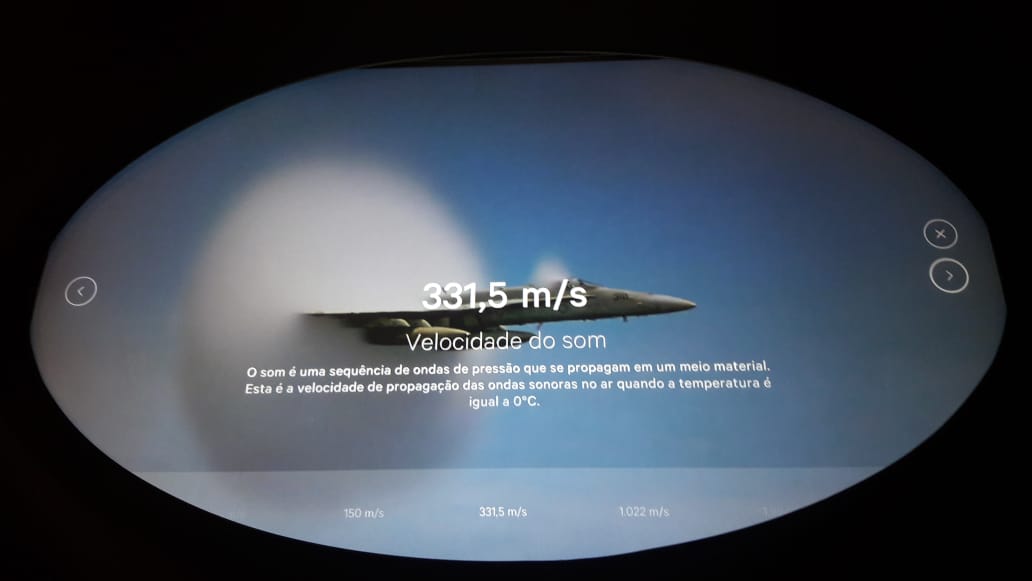 331,5 m/s
Velocidade do som
O som é uma sequência de ondas de pressão que se propagam em um meio material.
Esta é a velocidade de propagação das ondas sonoras no ar quando a temperatura é
igual a 0°C.
150 m/s
331,5 m/s
1.022 m/s